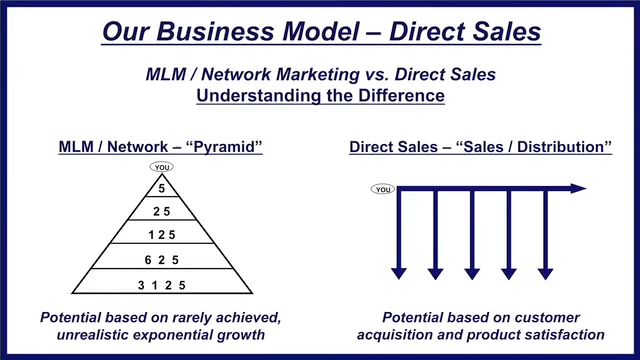 Our Business Model – Direct Sales
MLM / Network Marketing vs. Direct Sales
Understanding the Difference
MLM / Network – “Pyramid”
YOU
5
2 5
1 2 5
6 2 5
3 1 2 5
Potential based on rarely achieved,
unrealistic exponential growth
Direct Sales – “Sales / Distribution”
YOU
Potential based on customer
acquisition and product satisfaction